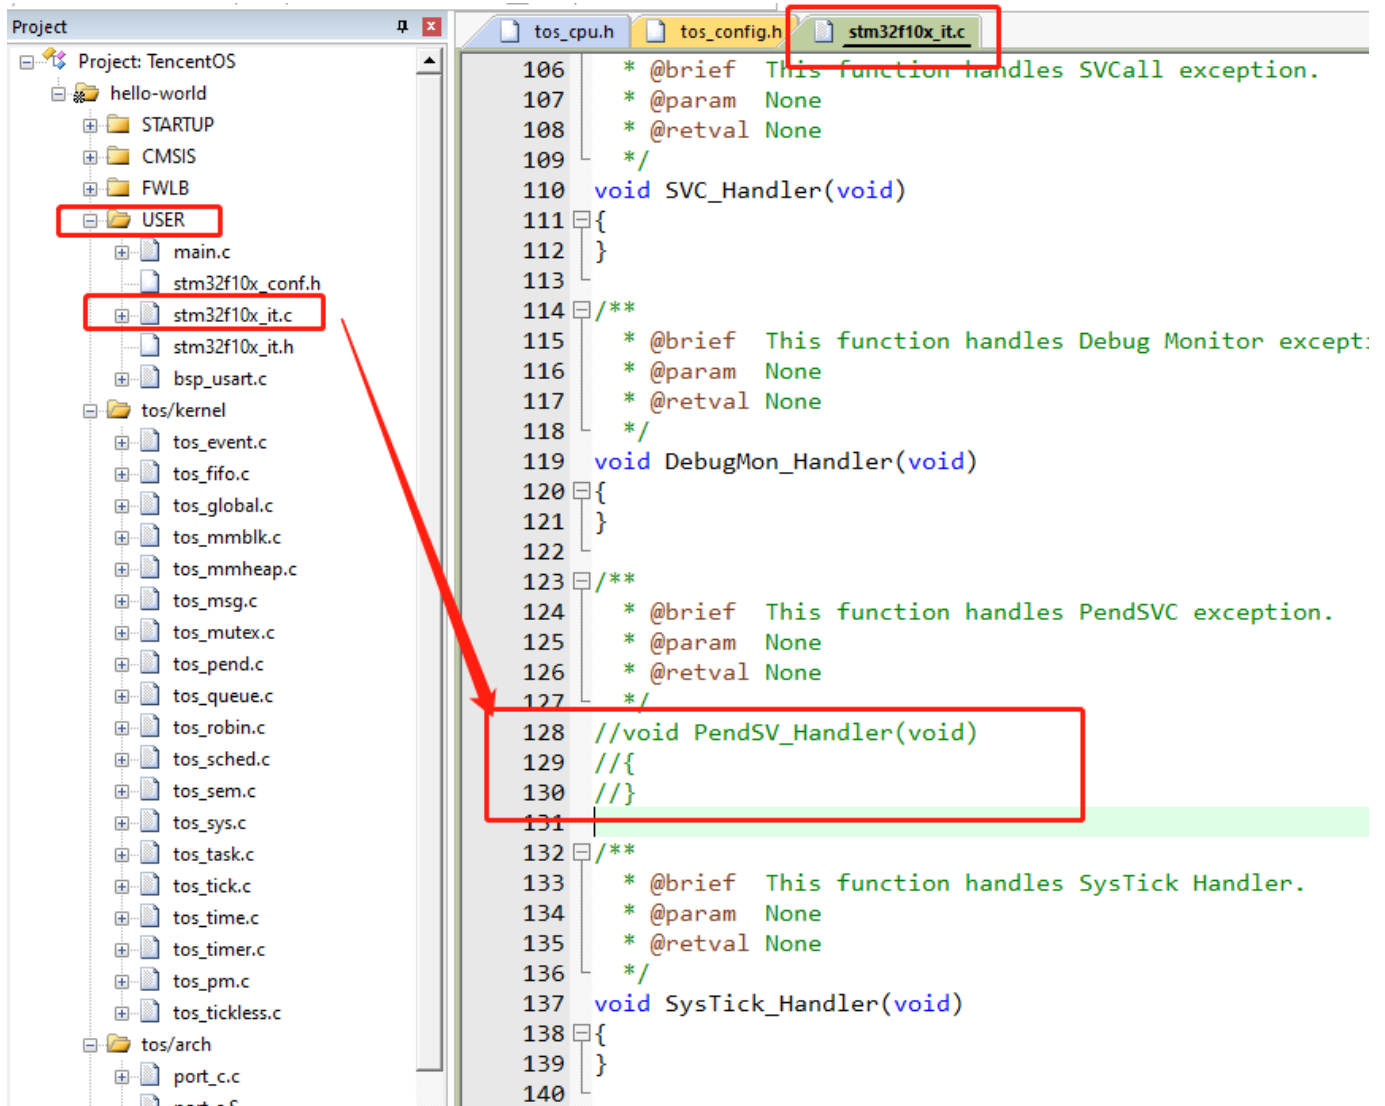 Project
Project: TencentOS
hello-world
STARTUP
CMSIS
FWLB
USER
main.c
stm32f10x_conf.h
stm32f10x_it.c
stm32f10x_it.h
bsp_usart.c
tos/kernel
tos_event.c
tos_fifo.c
tos_global.c
tos_mmblk.c
tos_mmheap.c
tos_msg.c
tos_mutex.c
tos_pend.c
tos_queue.c
tos_robin.c
tos_sched.c
tos_sem.c
tos_sys.c
tos_task.c
tos_tick.c
tos_time.c
tos_timer.c
tos_pm.c
tos_tickless.c
tos/arch
port_c.c
tos_cpu.h tos_config.h stm32f10x_it.c
106 * @brief This function handles SVCall exception.
107 * @param None
108 * @retval None
109 */
110 void SVC_Handler(void)
111 {
112 }
113
114 /**
115 * @brief This function handles Debug Monitor excepti
116 * @param None
117 * @retval None
118 */
119 void DebugMon_Handler(void)
120 {
121 }
122
123 /**
124 * @brief This function handles PendSVC exception.
125 * @param None
126 * @retval None
127 */
128 //void PendSV_Handler(void)
129 //{
130 //}
131
132 /**
133 * @brief This function handles SysTick Handler.
134 * @param None
135 * @retval None
136 */
137 void SysTick_Handler(void)
138 {
139 }
140